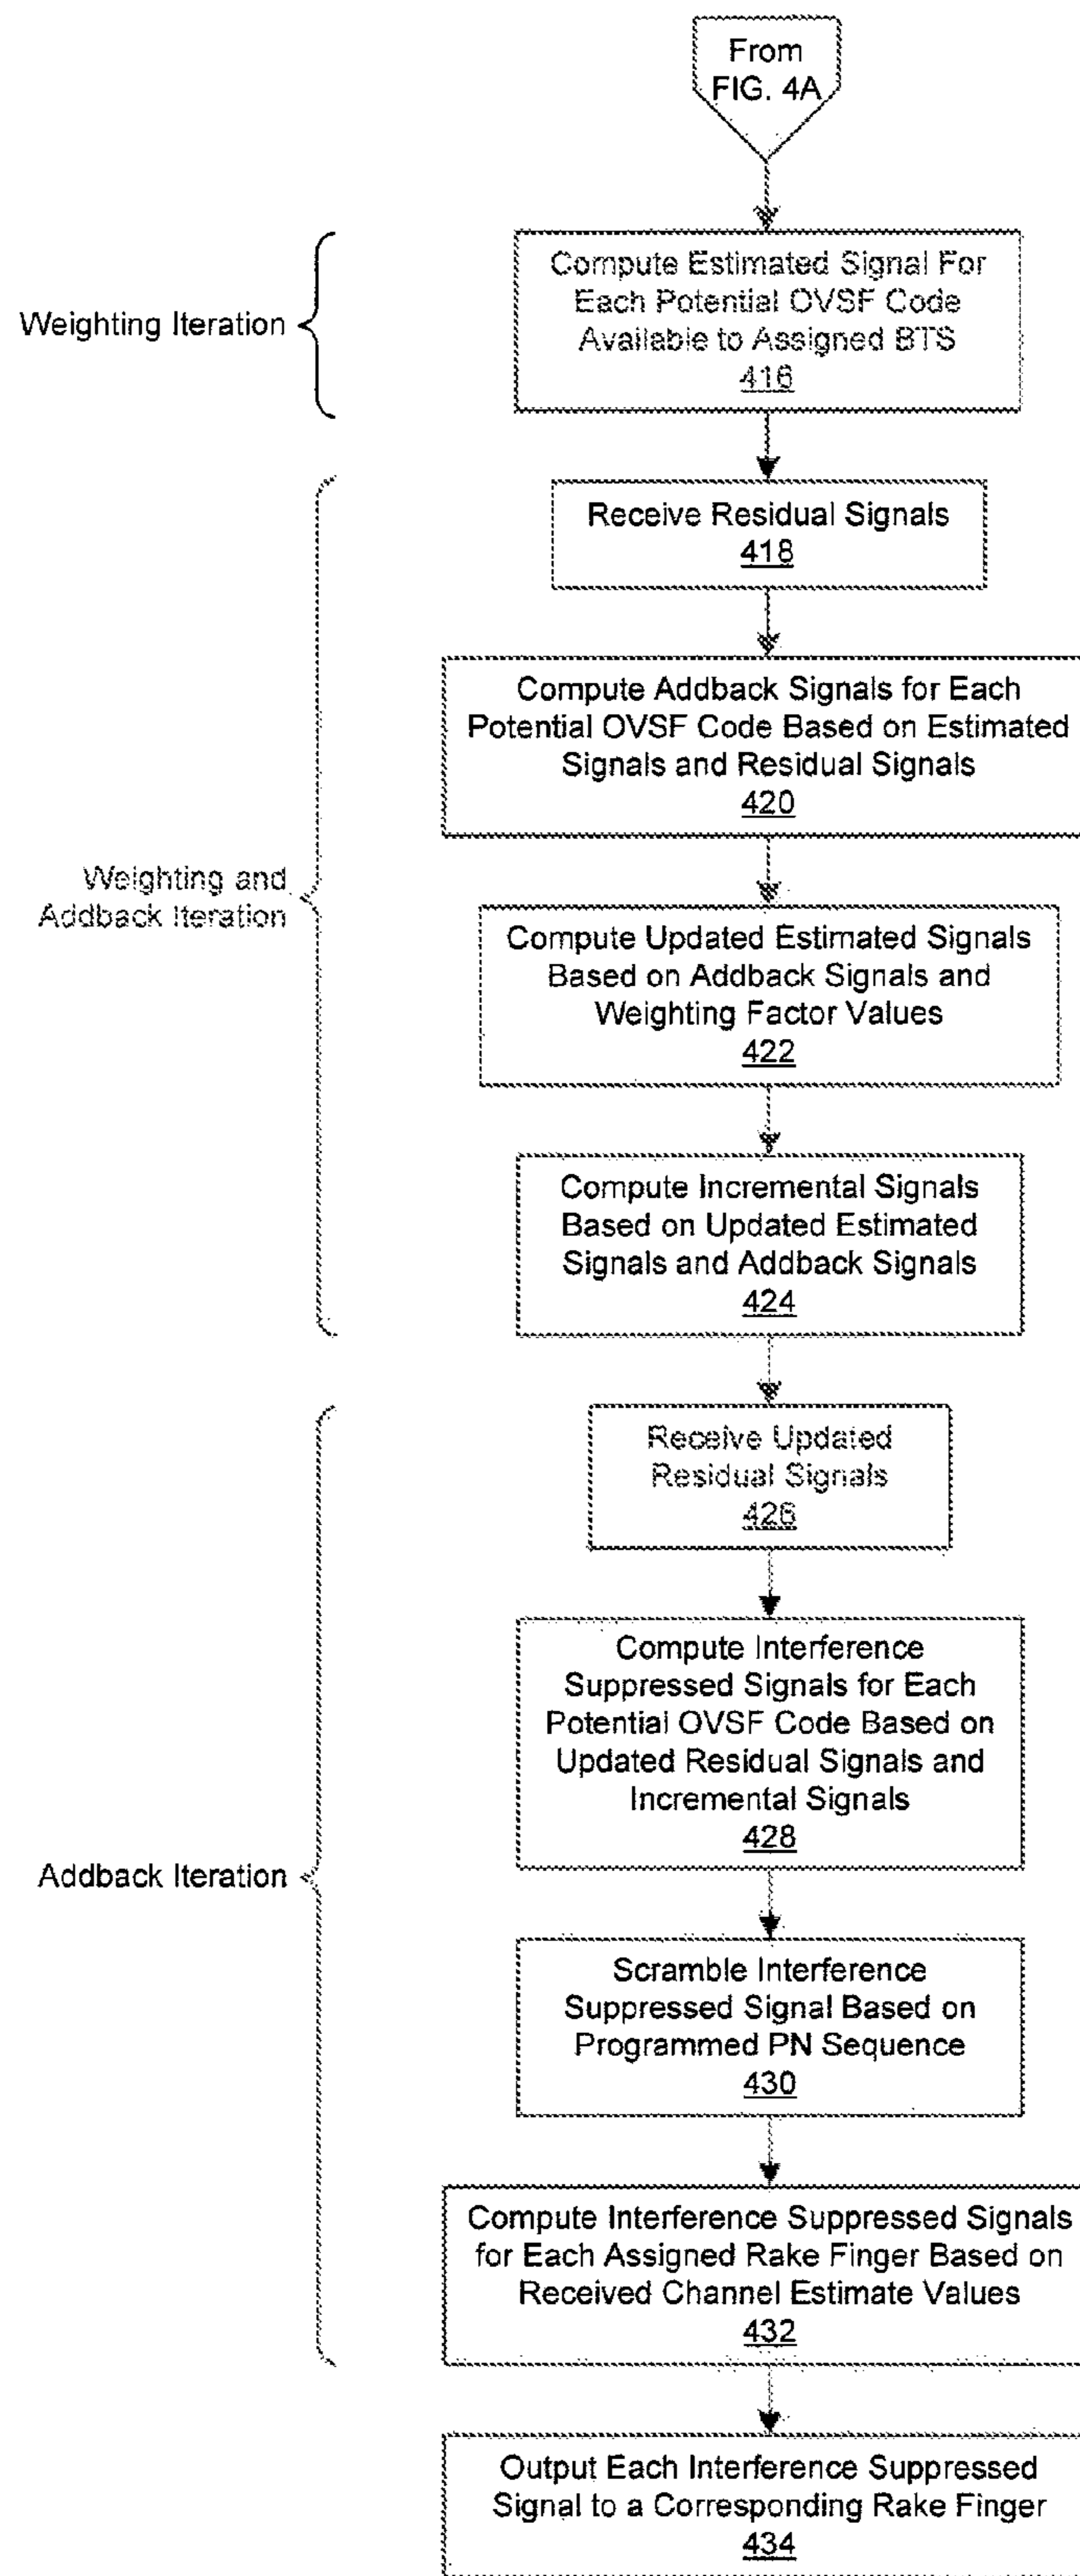 From
FIG. 4A
Weighting Iteration
Compute Estimated Signal For
Each Potential OVSF Code
Available to Assigned BTS
416
Receive Residual Signals
418
Compute Addback Signals for Each
Potential OVSF Code Based on Estimated
Signals and Residual Signals
420
Weighting and
Addback Iteration
Compute Updated Estimated Signals
Based on Addback Signals and
Weighting Factor Values
422
Compute Incremental Signals
Based on Updated Estimated
Signals and Addback Signals
424
Receive Updated
Residual Signals
426
Compute Interference
Suppressed Signals for Each
Potential OVSF Code Based on
Updated Residual Signals and
Incremental Signals
428
Addback Iteration
Scramble Interference
Suppressed Signal Based on
Programmed PN Sequence
430
Compute Interference Suppressed Signals
for Each Assigned Rake Finger Based on
Received Channel Estimate Values
432
Output Each Interference Suppressed
Signal to a Corresponding Rake Finger
434